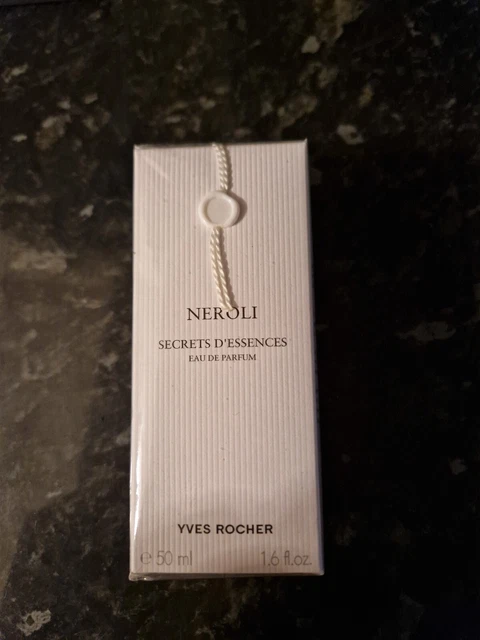 NEROLI
SECRETS D'ESSENCES
EAU DE PARFUM
YVES ROCHER
℮ 50 ml 1.6 fl.oz.